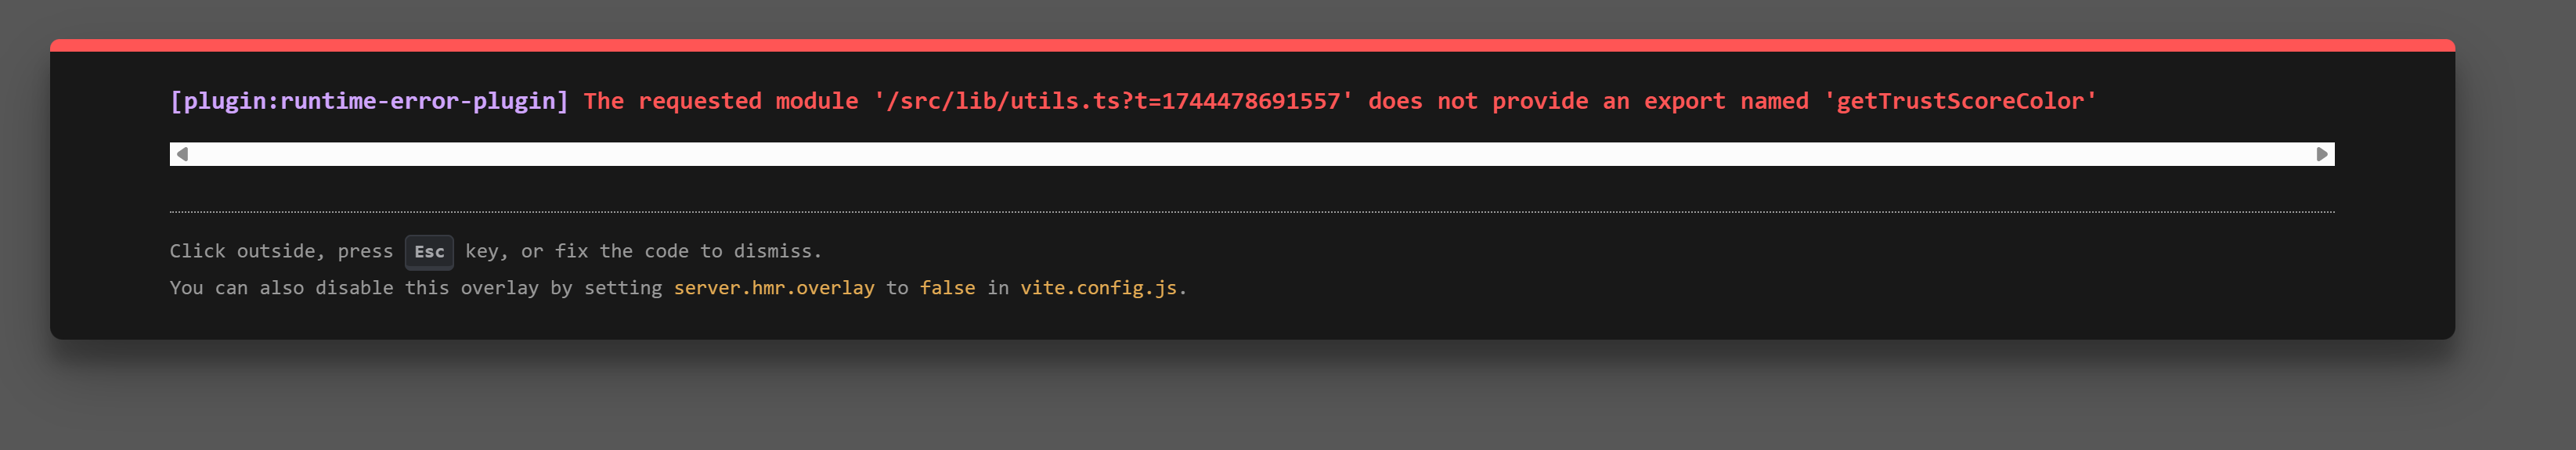 [plugin:runtime-error-plugin] The requested module '/src/lib/utils.ts?t=1744478691557' does not provide an export named 'getTrustScoreColor'
Click outside, press Esc key, or fix the code to dismiss.
You can also disable this overlay by setting server.hmr.overlay to false in vite.config.js.